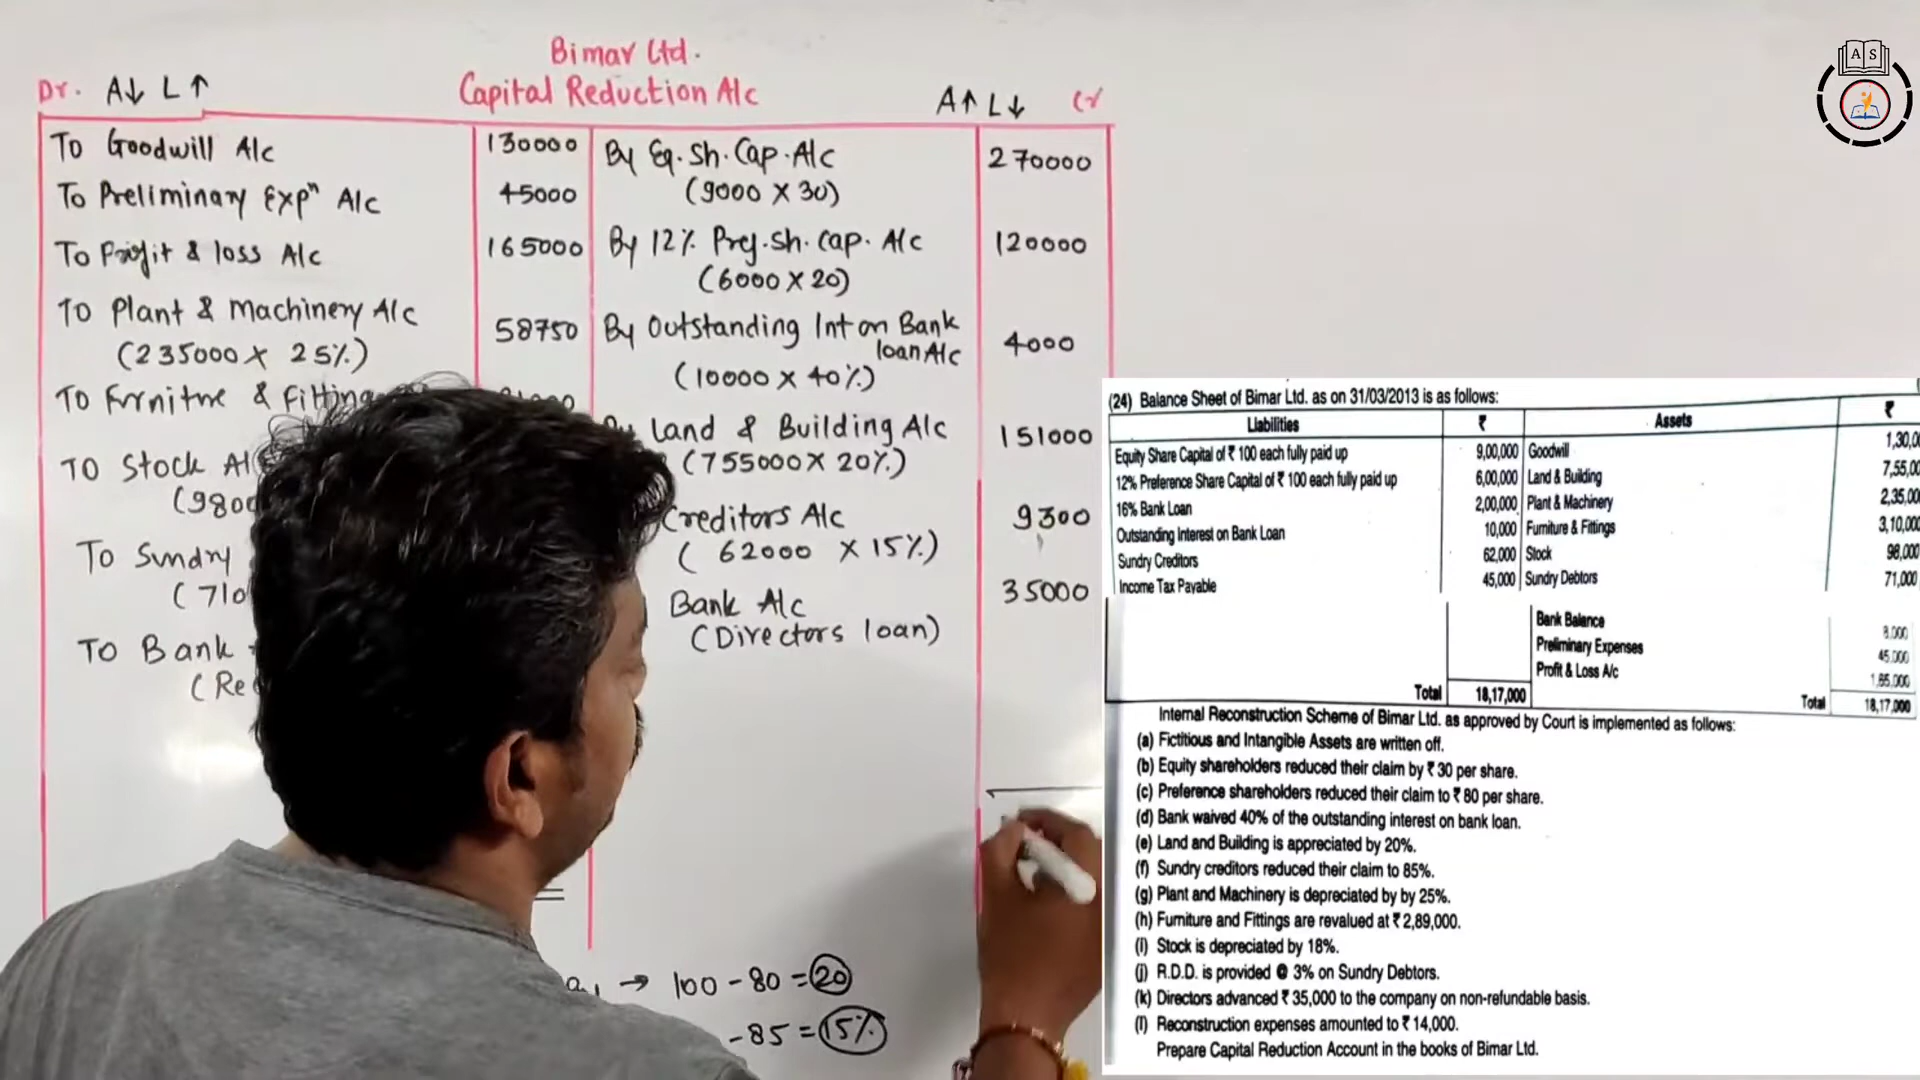 Bimar Ltd.
Capital Reduction A/c
Dr. A↓ L↑
A↑ L↓ Cr
To Goodwill A/c 130000
To Preliminary Expⁿ A/c 45000
To Profit & loss A/c 165000
To Plant & Machinery A/c 58750
(235000 X 25%)
To Furniture & Fitting
To Stock A/c
(980
To Sundry
(710
To Bank
(Re
By Eq. Sh. Cap. A/c 270000
(9000 X 30)
By 12% Pref. Sh. Cap. A/c 120000
(6000 X 20)
By Outstanding Int on Bank
loan A/c 4000
(10000 X 40%)
Land & Building A/c 151000
(755000 X 20%)
Creditors A/c 9300
(62000 X 15%)
Bank A/c 35000
(Directors loan)
→ 100 - 80 = 20
- 85 = 15%
A S
(24) Balance Sheet of Bimar Ltd. as on 31/03/2013 is as follows:
Liabilities ₹ Assets ₹
Equity Share Capital of ₹ 100 each fully paid up 9,00,000 Goodwill 1,30,0
12% Preference Share Capital of ₹ 100 each fully paid up 6,00,000 Land & Building 7,55,00
16% Bank Loan 2,00,000 Plant & Machinery 2,35,00
Outstanding Interest on Bank Loan 10,000 Furniture & Fittings 3,10,000
Sundry Creditors 62,000 Stock 98,000
Income Tax Payable 45,000 Sundry Debtors 71,000
Bank Balance 8,000
Preliminary Expenses 45,000
Profit & Loss A/c 1,65,000
Total 18,17,000 Total 18,17,000
Internal Reconstruction Scheme of Bimar Ltd. as approved by Court is implemented as follows:
(a) Fictitious and Intangible Assets are written off.
(b) Equity shareholders reduced their claim by ₹ 30 per share.
(c) Preference shareholders reduced their claim to ₹ 80 per share.
(d) Bank waived 40% of the outstanding interest on bank loan.
(e) Land and Building is appreciated by 20%.
(f) Sundry creditors reduced their claim to 85%.
(g) Plant and Machinery is depreciated by by 25%.
(h) Furniture and Fittings are revalued at ₹ 2,89,000.
(i) Stock is depreciated by 18%.
(j) R.D.D. is provided @ 3% on Sundry Debtors.
(k) Directors advanced ₹ 35,000 to the company on non-refundable basis.
(l) Reconstruction expenses amounted to ₹ 14,000.
Prepare Capital Reduction Account in the books of Bimar Ltd.